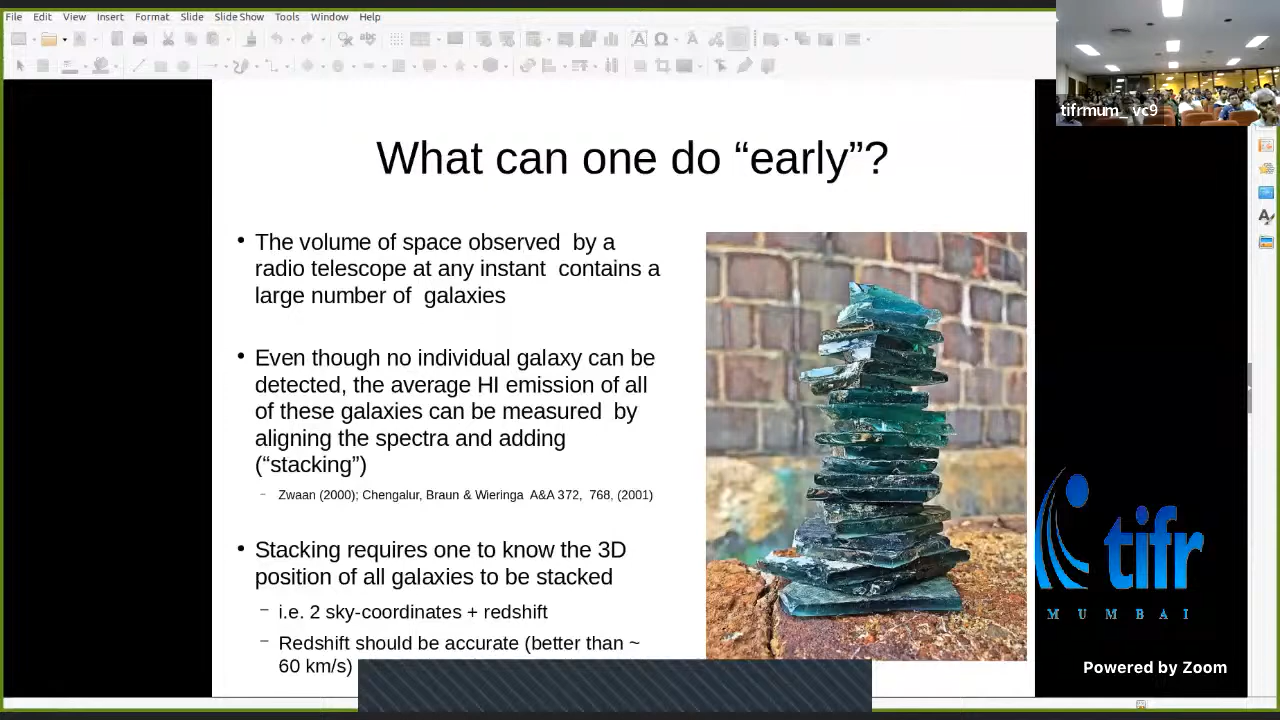 File Edit View Insert Format Slide Slide Show Tools Window Help
tifrmum_ vc9
What can one do “early”?
• The volume of space observed by a
radio telescope at any instant contains a
large number of galaxies
• Even though no individual galaxy can be
detected, the average HI emission of all
of these galaxies can be measured by
aligning the spectra and adding
(“stacking”)
– Zwaan (2000); Chengalur, Braun & Wieringa A&A 372, 768, (2001)
• Stacking requires one to know the 3D
position of all galaxies to be stacked
– i.e. 2 sky-coordinates + redshift
– Redshift should be accurate (better than ~
60 km/s)
tifr
MUMBAI
Powered by Zoom